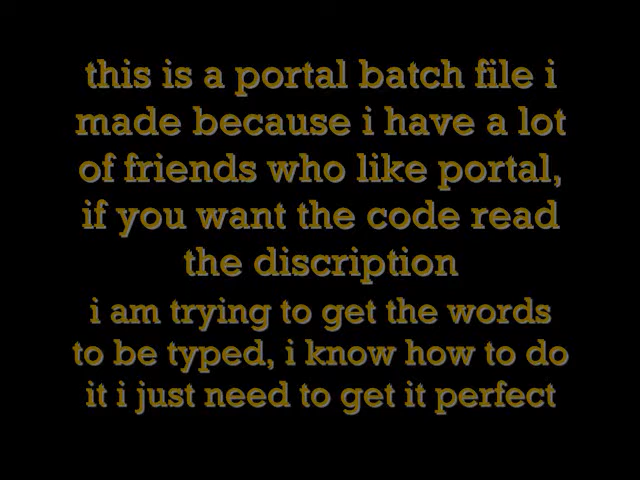 this is a portal batch file i
made because i have a lot
of friends who like portal,
if you want the code read
the discription
i am trying to get the words
to be typed, i know how to do
it i just need to get it perfect